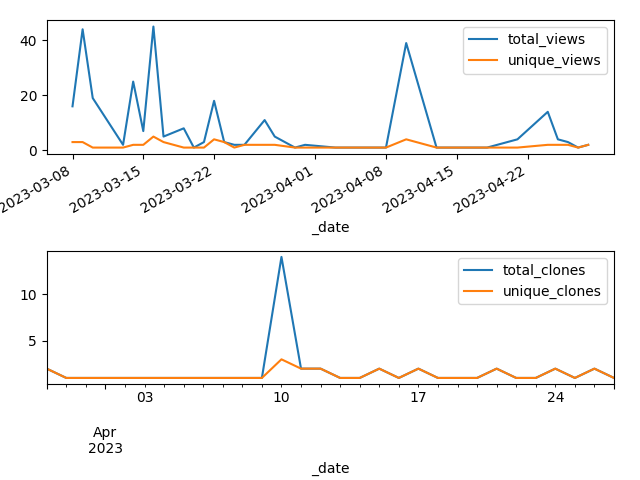 40
20
0
total_views
unique_views
2023-03-08
2023-03-15
2023-03-22
2023-04-01
2023-04-08
2023-04-15
2023-04-22
_date
10
5
total_clones
unique_clones
03
10
17
24
Apr
2023
_date